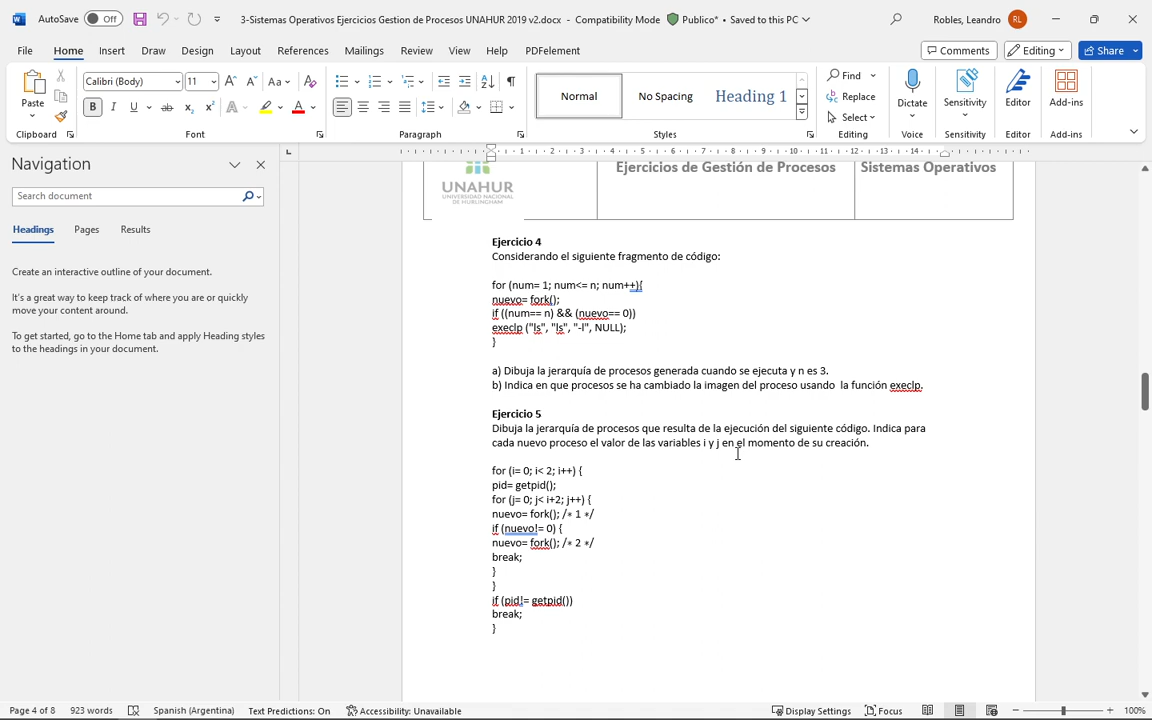 AutoSave Off 3-Sistemas Operativos Ejercicios Gestion de Procesos UNAHUR 2019 v2.docx - Compatibility Mode Publico* • Saved to this PC Robles, Leandro RL
File Home Insert Draw Design Layout References Mailings Review View Help PDFelement Comments Editing Share
Paste Calibri (Body) 11 Normal No Spacing Heading 1 Find Replace Select Dictate Sensitivity Editor Add-ins
Clipboard Font Paragraph Styles Editing Voice Sensitivity Editor Add-ins
Navigation
Search document
Headings Pages Results
Create an interactive outline of your document.
It's a great way to keep track of where you are or quickly
move your content around.
To get started, go to the Home tab and apply Heading styles
to the headings in your document.
UNAHUR
UNIVERSIDAD NACIONAL
DE HURLINGHAM
Ejercicios de Gestión de Procesos Sistemas Operativos
Ejercicio 4
Considerando el siguiente fragmento de código:
for (num= 1; num<= n; num++){
nuevo= fork();
if ((num== n) && (nuevo== 0))
execlp ("ls", "ls", "-l", NULL);
}
a) Dibuja la jerarquía de procesos generada cuando se ejecuta y n es 3.
b) Indica en que procesos se ha cambiado la imagen del proceso usando la función execlp.
Ejercicio 5
Dibuja la jerarquía de procesos que resulta de la ejecución del siguiente código. Indica para
cada nuevo proceso el valor de las variables i y j en el momento de su creación.
for (i= 0; i< 2; i++) {
pid= getpid();
for (j= 0; j< i+2; j++) {
nuevo= fork(); /∗ 1 ∗/
if (nuevo!= 0) {
nuevo= fork(); /∗ 2 ∗/
break;
}
}
if (pid!= getpid())
break;
}
Page 4 of 8 923 words Spanish (Argentina) Text Predictions: On Accessibility: Unavailable Display Settings Focus 100%